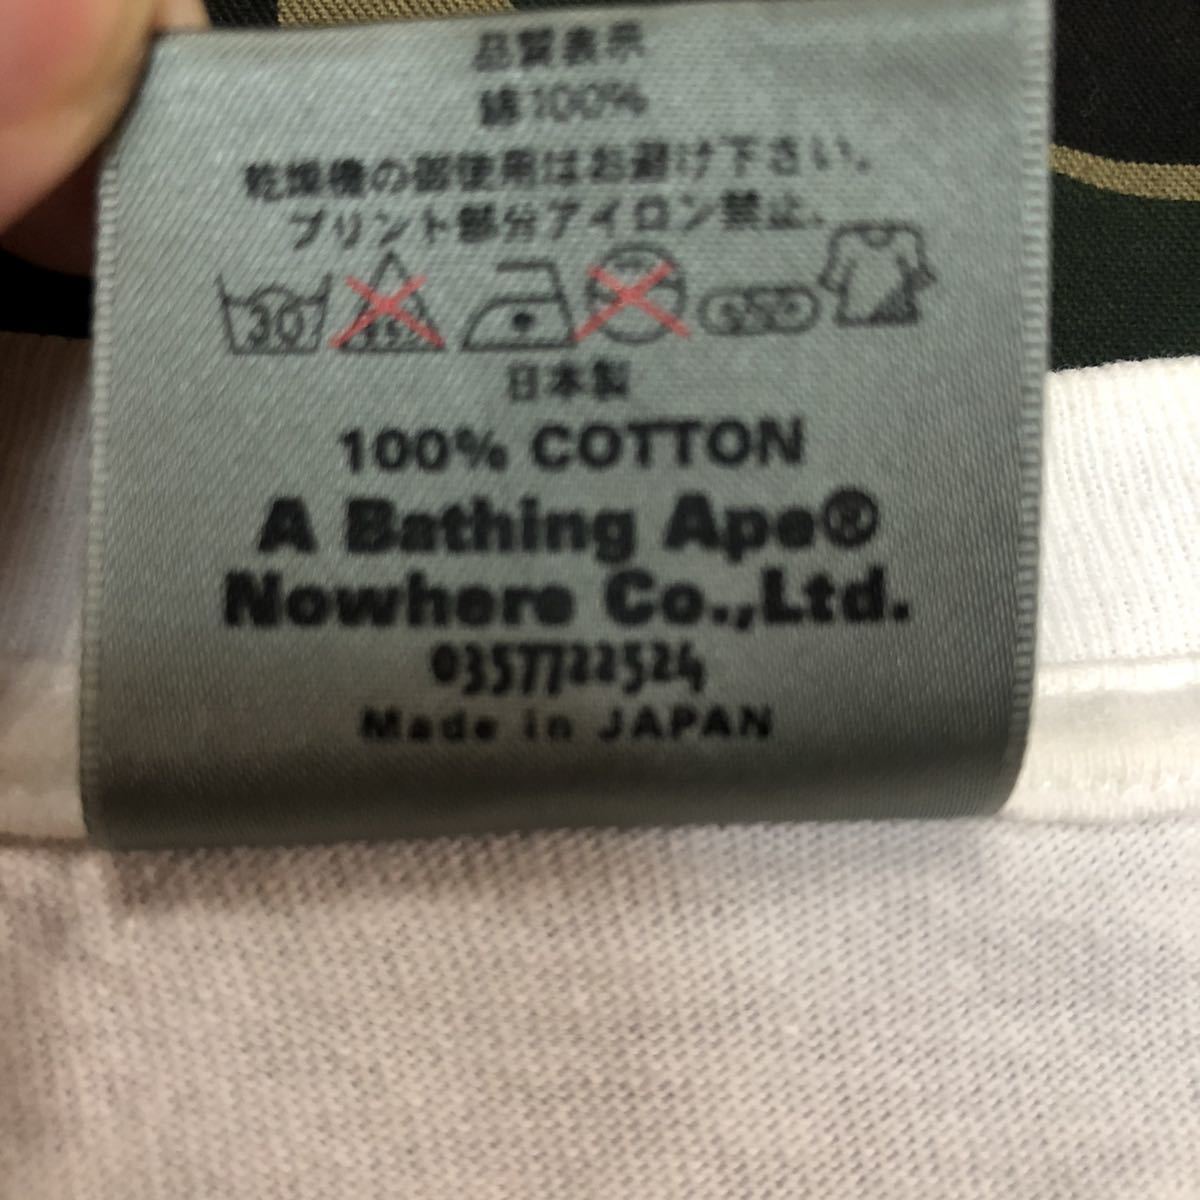 品質表示
綿100%
乾燥機の御使用はお避け下さい。
プリント部分アイロン禁止、
30
日本製
100% COTTON
A Bathing Ape®
Nowhere Co.,Ltd.
0357722524
Made in JAPAN